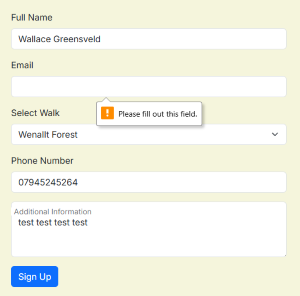 Full Name
Wallace Greensveld
Email
Please fill out this field.
Select Walk
Wenallt Forest
Phone Number
07945245264
Additional Information
test test test test
Sign Up